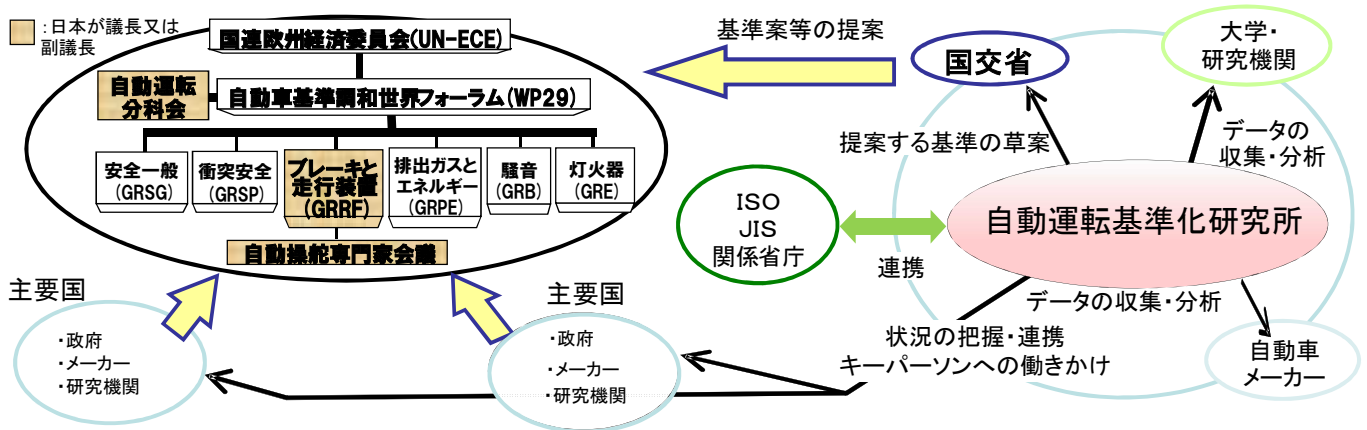 ：日本が議長又は
副議長
国連欧州経済委員会(UN-ECE)
自動運転
分科会
自動車基準調和世界フォーラム(WP29)
安全一般
(GRSG)
衝突安全
(GRSP)
ブレーキと
走行装置
(GRRF)
排出ガスと
エネルギー
(GRPE)
騒音
(GRB)
灯火器
(GRE)
自動操舵専門家会議
主要国
・政府
・メーカー
・研究機関
主要国
・政府
・メーカー
・研究機関
基準案等の提案
国交省
大学・
研究機関
提案する基準の草案
データの
収集・分析
ISO
JIS
関係省庁
連携
自動運転基準化研究所
データの収集・分析
状況の把握・連携
キーパーソンへの働きかけ
自動車
メーカー